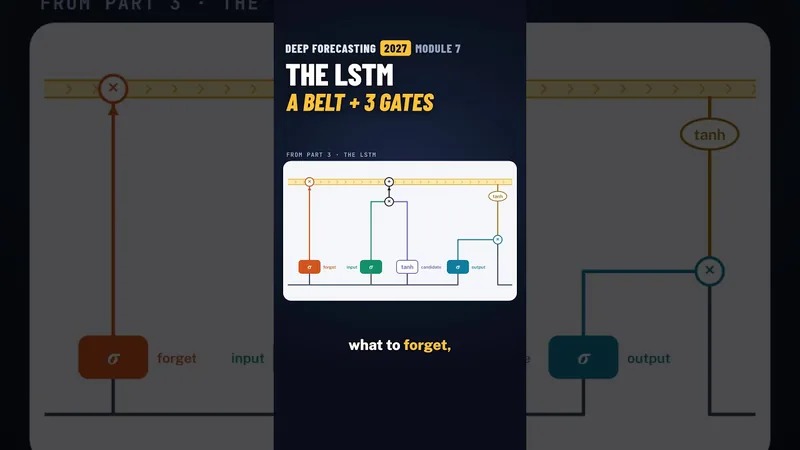 FROM PART 3 · THE
DEEP FORECASTING 2027 MODULE 7
THE LSTM
A BELT + 3 GATES
FROM PART 3 · THE LSTM
×
+
×
tanh
×
σ forget
input σ
tanh candidate
σ output
what to forget,
×
tanh
×
σ forget
input
e
σ output